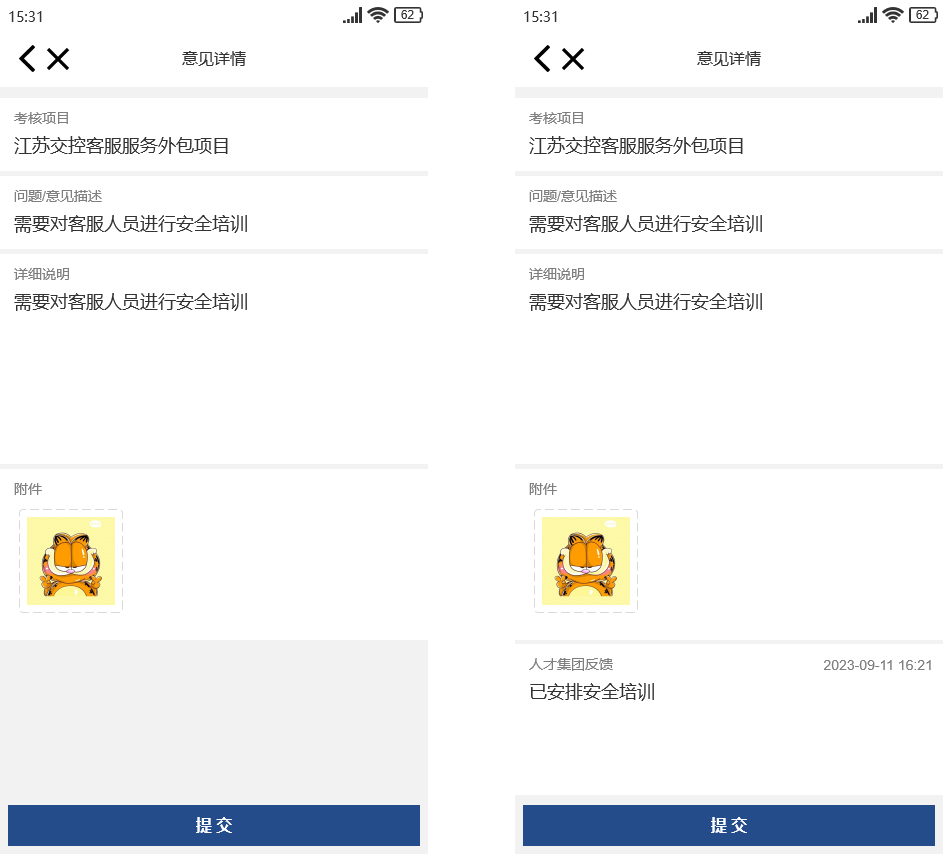 15:31
62
意见详情
考核项目
江苏交控客服服务外包项目
问题/意见描述
需要对客服人员进行安全培训
详细说明
需要对客服人员进行安全培训
附件
提交
15:31
62
意见详情
考核项目
江苏交控客服服务外包项目
问题/意见描述
需要对客服人员进行安全培训
详细说明
需要对客服人员进行安全培训
附件
人才集团反馈 2023-09-11 16:21
已安排安全培训
提交